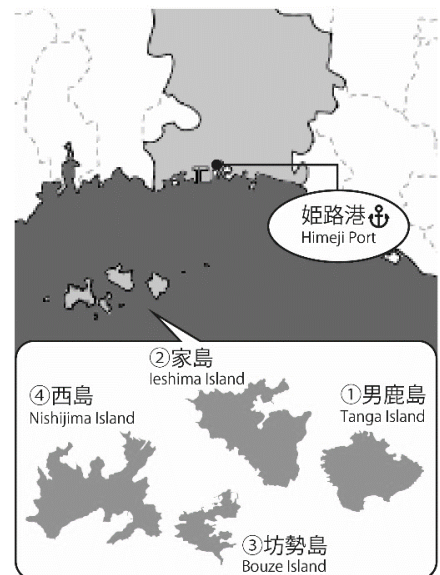 姫路港
Himeji Port
②家島
Ieshima Island
④西島
Nishijima Island
①男鹿島
Tanga Island
③坊勢島
Bouze Island